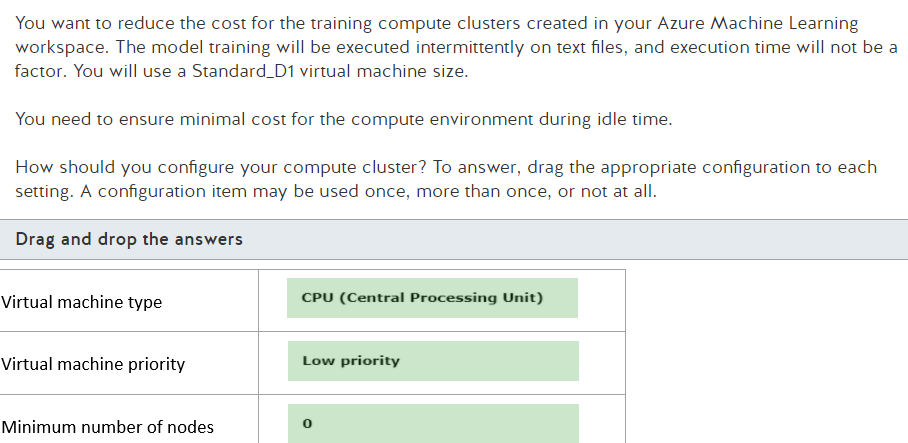 You want to reduce the cost for the training compute clusters created in your Azure Machine Learning
workspace. The model training will be executed intermittently on text files, and execution time will not be a
factor. You will use a Standard_D1 virtual machine size.
You need to ensure minimal cost for the compute environment during idle time.
How should you configure your compute cluster? To answer, drag the appropriate configuration to each
setting. A configuration item may be used once, more than once, or not at all.
Drag and drop the answers
Virtual machine type
CPU (Central Processing Unit)
Virtual machine priority
Low priority
Minimum number of nodes
0